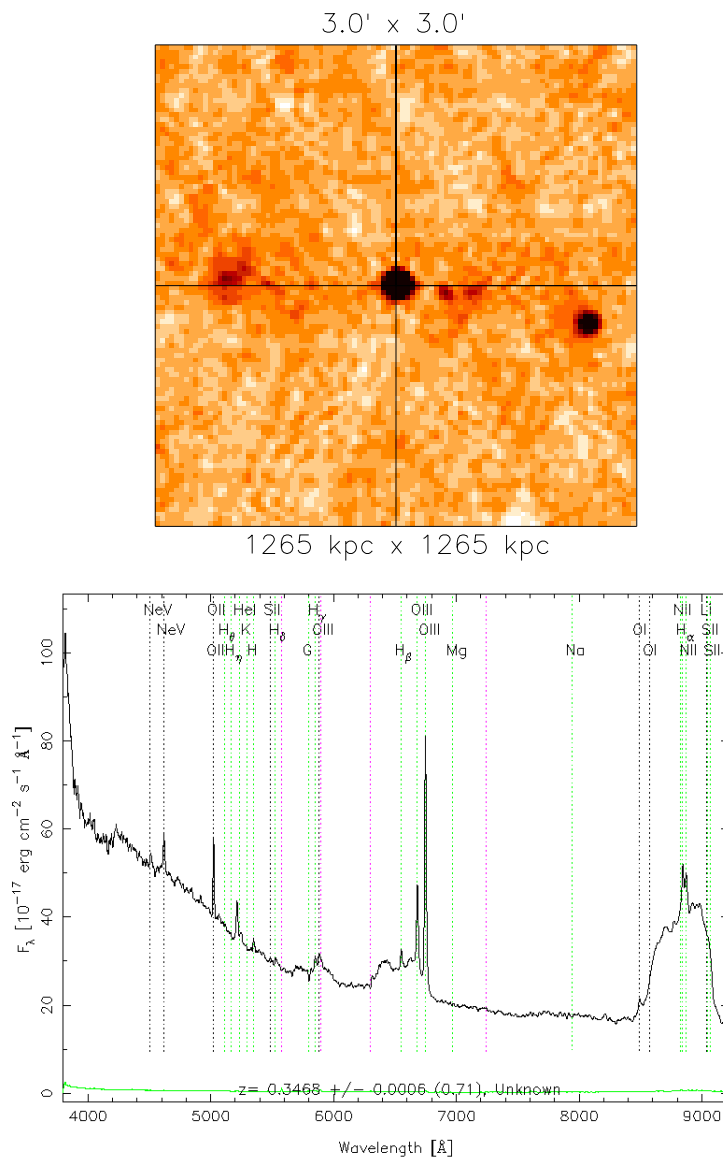 3.0' x 3.0'
1265 kpc x 1265 kpc
NeV OII HeI SII Hγ OIII NII Li
NeV Hθ K Hδ OIII OIII OI Hα SII
OII Hη H G Hβ Mg Na OI NII SII
100
80
60
40
20
0
F_λ [10⁻¹⁷ erg cm⁻² s⁻¹ Å⁻¹]
z= 0.3468 +/- 0.0006 (0.71), Unknown
4000 5000 6000 7000 8000 9000
Wavelength [Å]